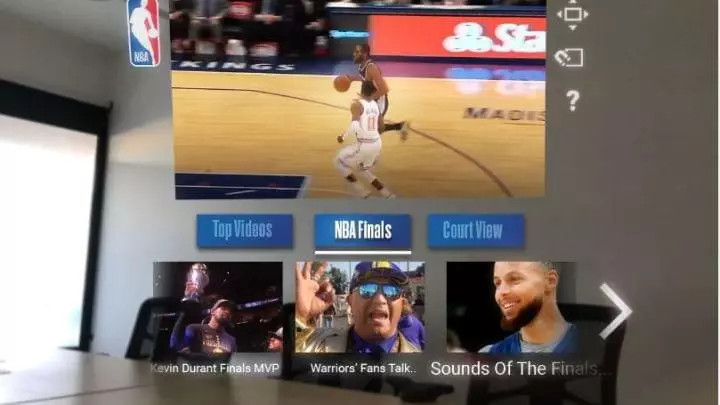 NBA
KINGS
Sta
MADIS
11
?
Top Videos
NBA Finals
Court View
Kevin Durant Finals MVP
Warriors' Fans Talk..
Sounds Of The Finals...